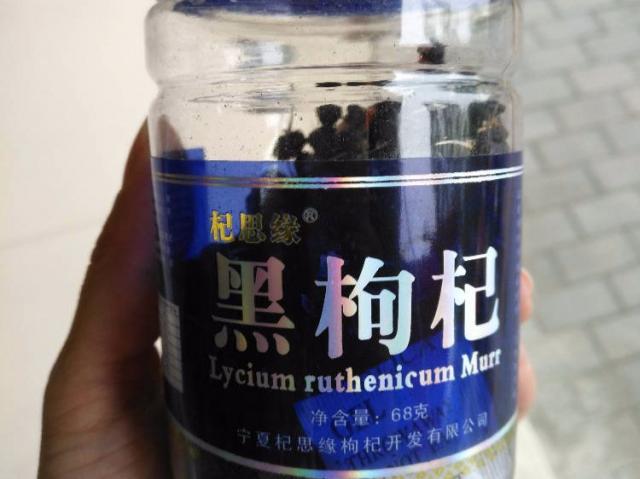 杞思缘®
黑枸杞
Lycium ruthenicum Murr
净含量：68克
宁夏杞思缘枸杞开发有限公司